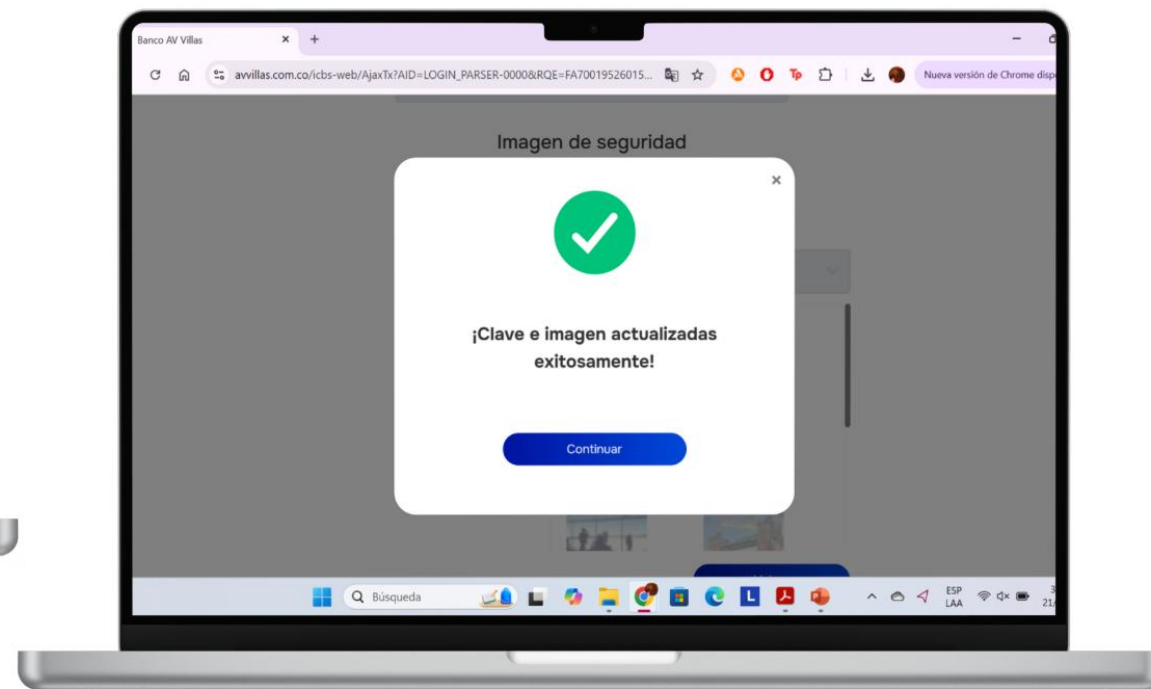 Banco AV Villas
avvillas.com.co/icbs-web/AjaxTx?AID=LOGIN_PARSER-0000&RQE=FA70019526015...
Nueva versión de Chrome disp
Imagen de seguridad
¡Clave e imagen actualizadas
exitosamente!
Continuar
Búsqueda
ESP
LAA
21/